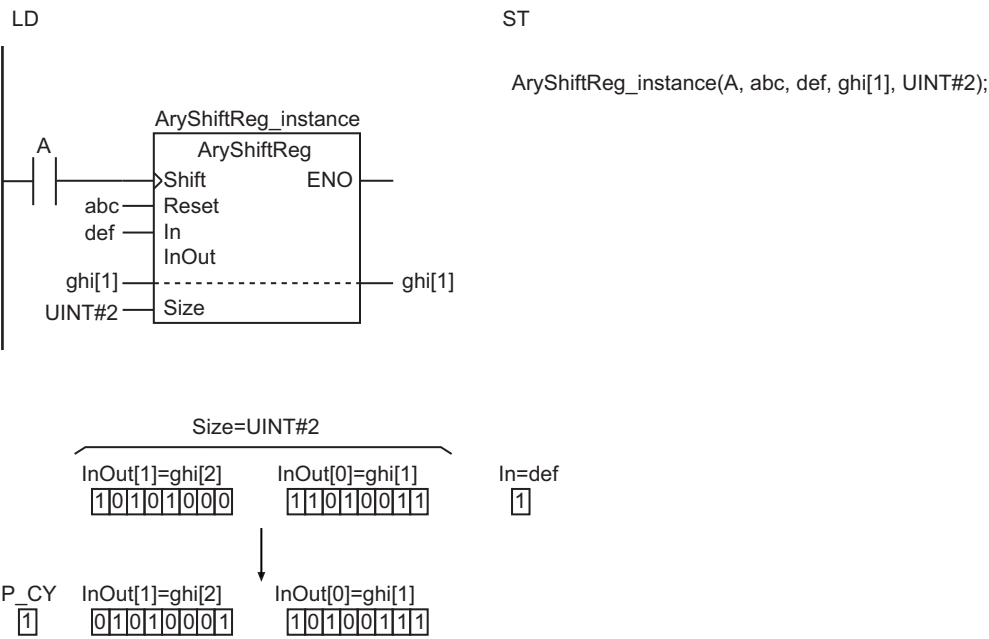 LD
ST
AryShiftReg_instance(A, abc, def, ghi[1], UINT#2);
AryShiftReg_instance
A
AryShiftReg
Shift ENO
abc Reset
def In
InOut
ghi[1] ghi[1]
UINT#2 Size
Size=UINT#2
InOut[1]=ghi[2] InOut[0]=ghi[1] In=def
10101000 11010011 1
P_CY InOut[1]=ghi[2] InOut[0]=ghi[1]
1 01010001 10100111